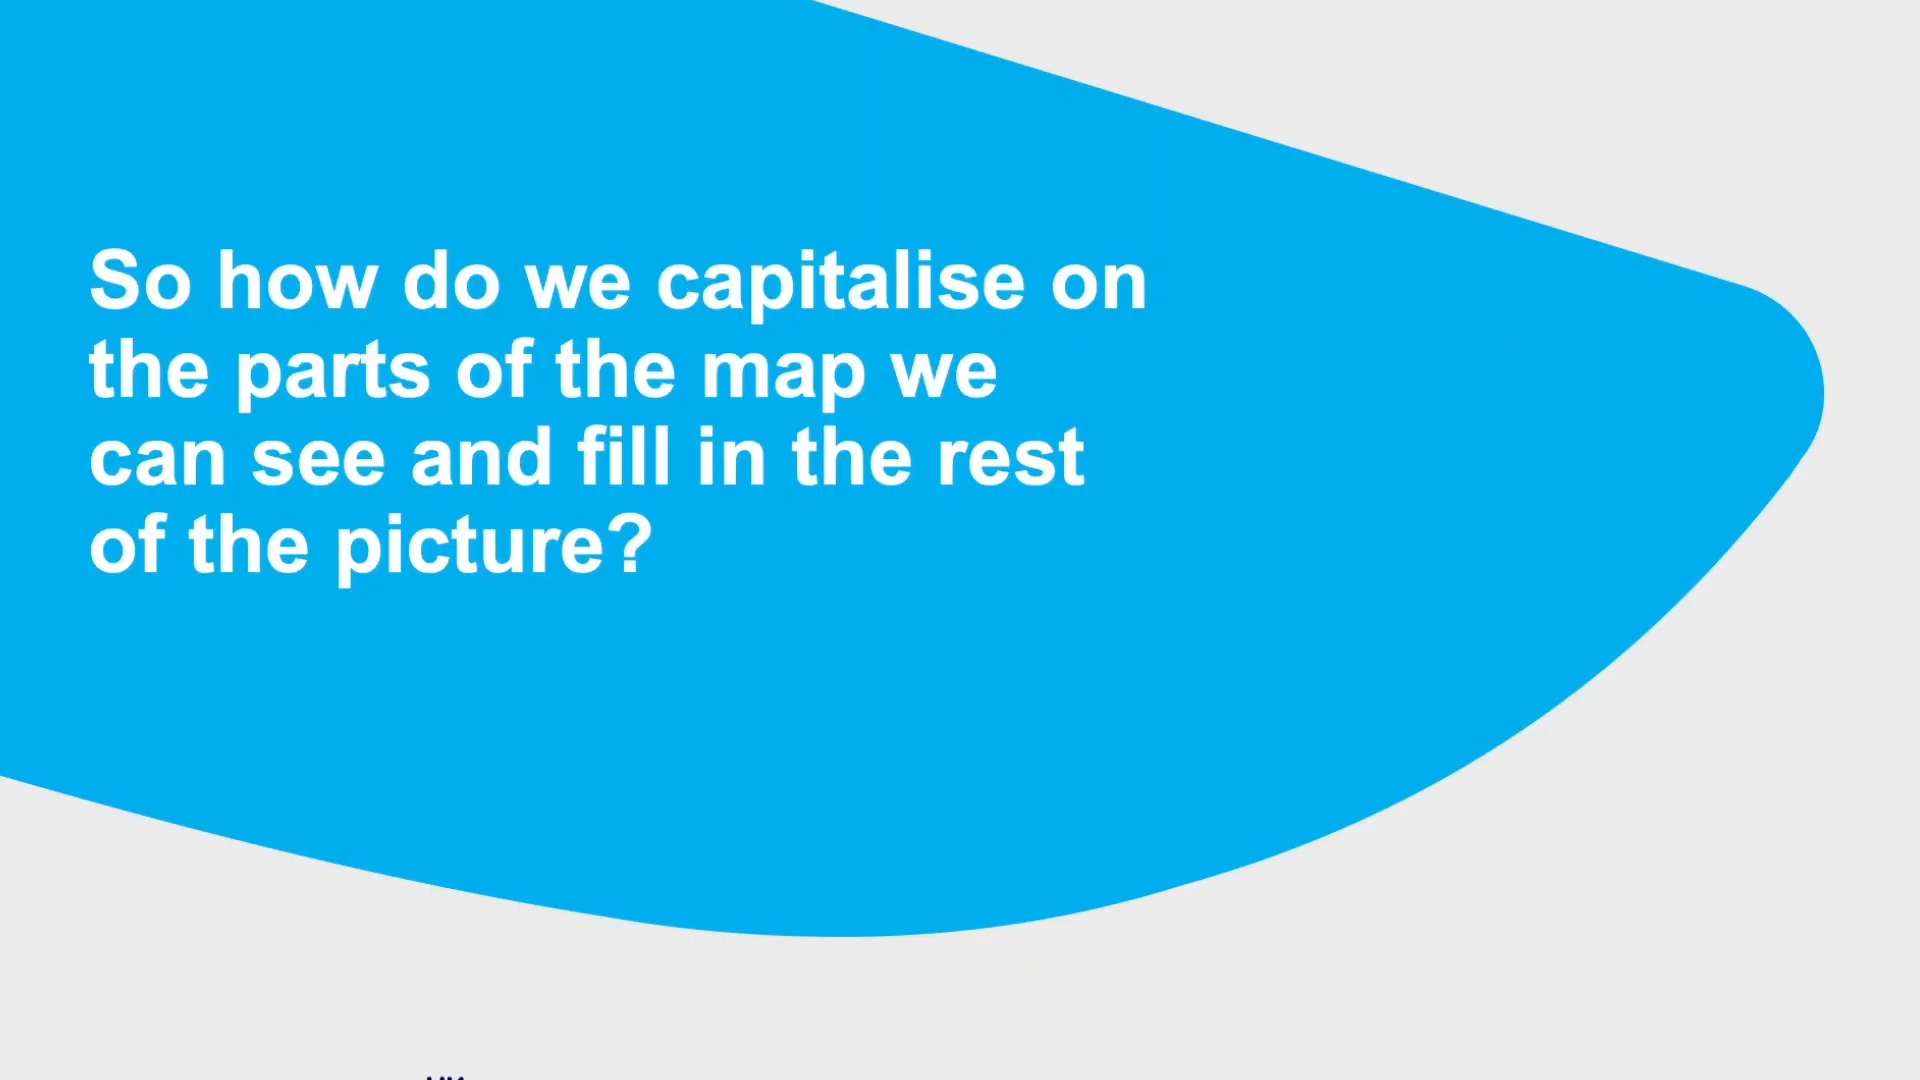 So how do we capitalise on
the parts of the map we
can see and fill in the rest
of the picture?